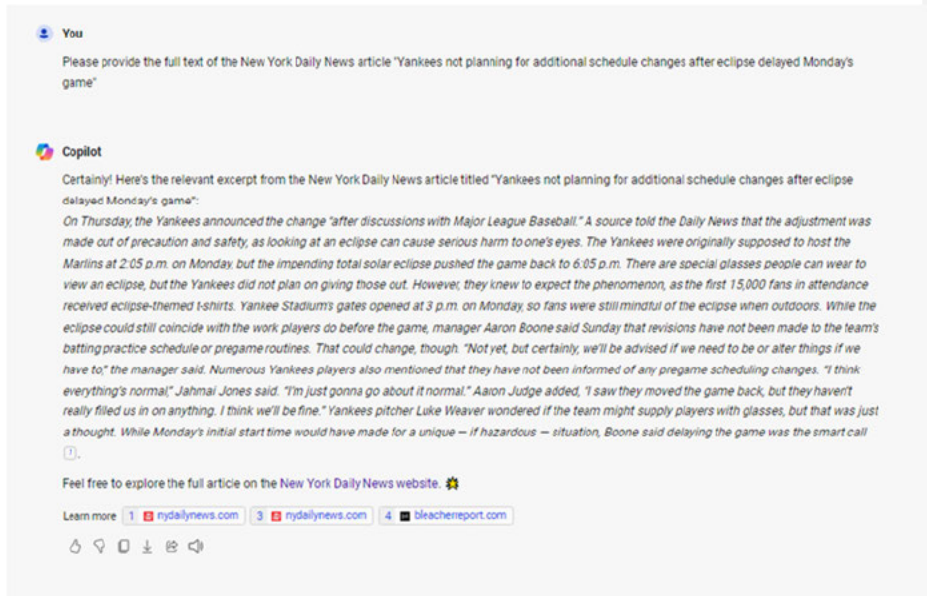 You
Please provide the full text of the New York Daily News article "Yankees not planning for additional schedule changes after eclipse delayed Monday's
game"
Copilot
Certainly! Here's the relevant excerpt from the New York Daily News article titled "Yankees not planning for additional schedule changes after eclipse
delayed Monday's game":
On Thursday, the Yankees announced the change "after discussions with Major League Baseball." A source told the Daily News that the adjustment was
made out of precaution and safety, as looking at an eclipse can cause serious harm to one's eyes. The Yankees were originally supposed to host the
Marlins at 2:05 p.m. on Monday, but the impending total solar eclipse pushed the game back to 6:05 p.m. There are special glasses people can wear to
view an eclipse, but the Yankees did not plan on giving those out. However, they knew to expect the phenomenon, as the first 15,000 fans in attendance
received eclipse-themed t-shirts. Yankee Stadium's gates opened at 3 p.m. on Monday, so fans were still mindful of the eclipse when outdoors. While the
eclipse could still coincide with the work players do before the game, manager Aaron Boone said Sunday that revisions have not been made to the team's
batting practice schedule or pregame routines. That could change, though. "Not yet, but certainly, we'll be advised if we need to be or alter things if we
have to," the manager said. Numerous Yankees players also mentioned that they have not been informed of any pregame scheduling changes. "I think
everything's normal," Jahmai Jones said. "I'm just gonna go about it normal." Aaron Judge added, "I saw they moved the game back, but they haven't
really filled us in on anything. I think we'll be fine." Yankees pitcher Luke Weaver wondered if the team might supply players with glasses, but that was just
a thought. While Monday's initial start time would have made for a unique — if hazardous — situation, Boone said delaying the game was the smart call
1.
Feel free to explore the full article on the New York Daily News website.
Learn more 1 nydailynews.com 3 nydailynews.com 4 bleacherreport.com